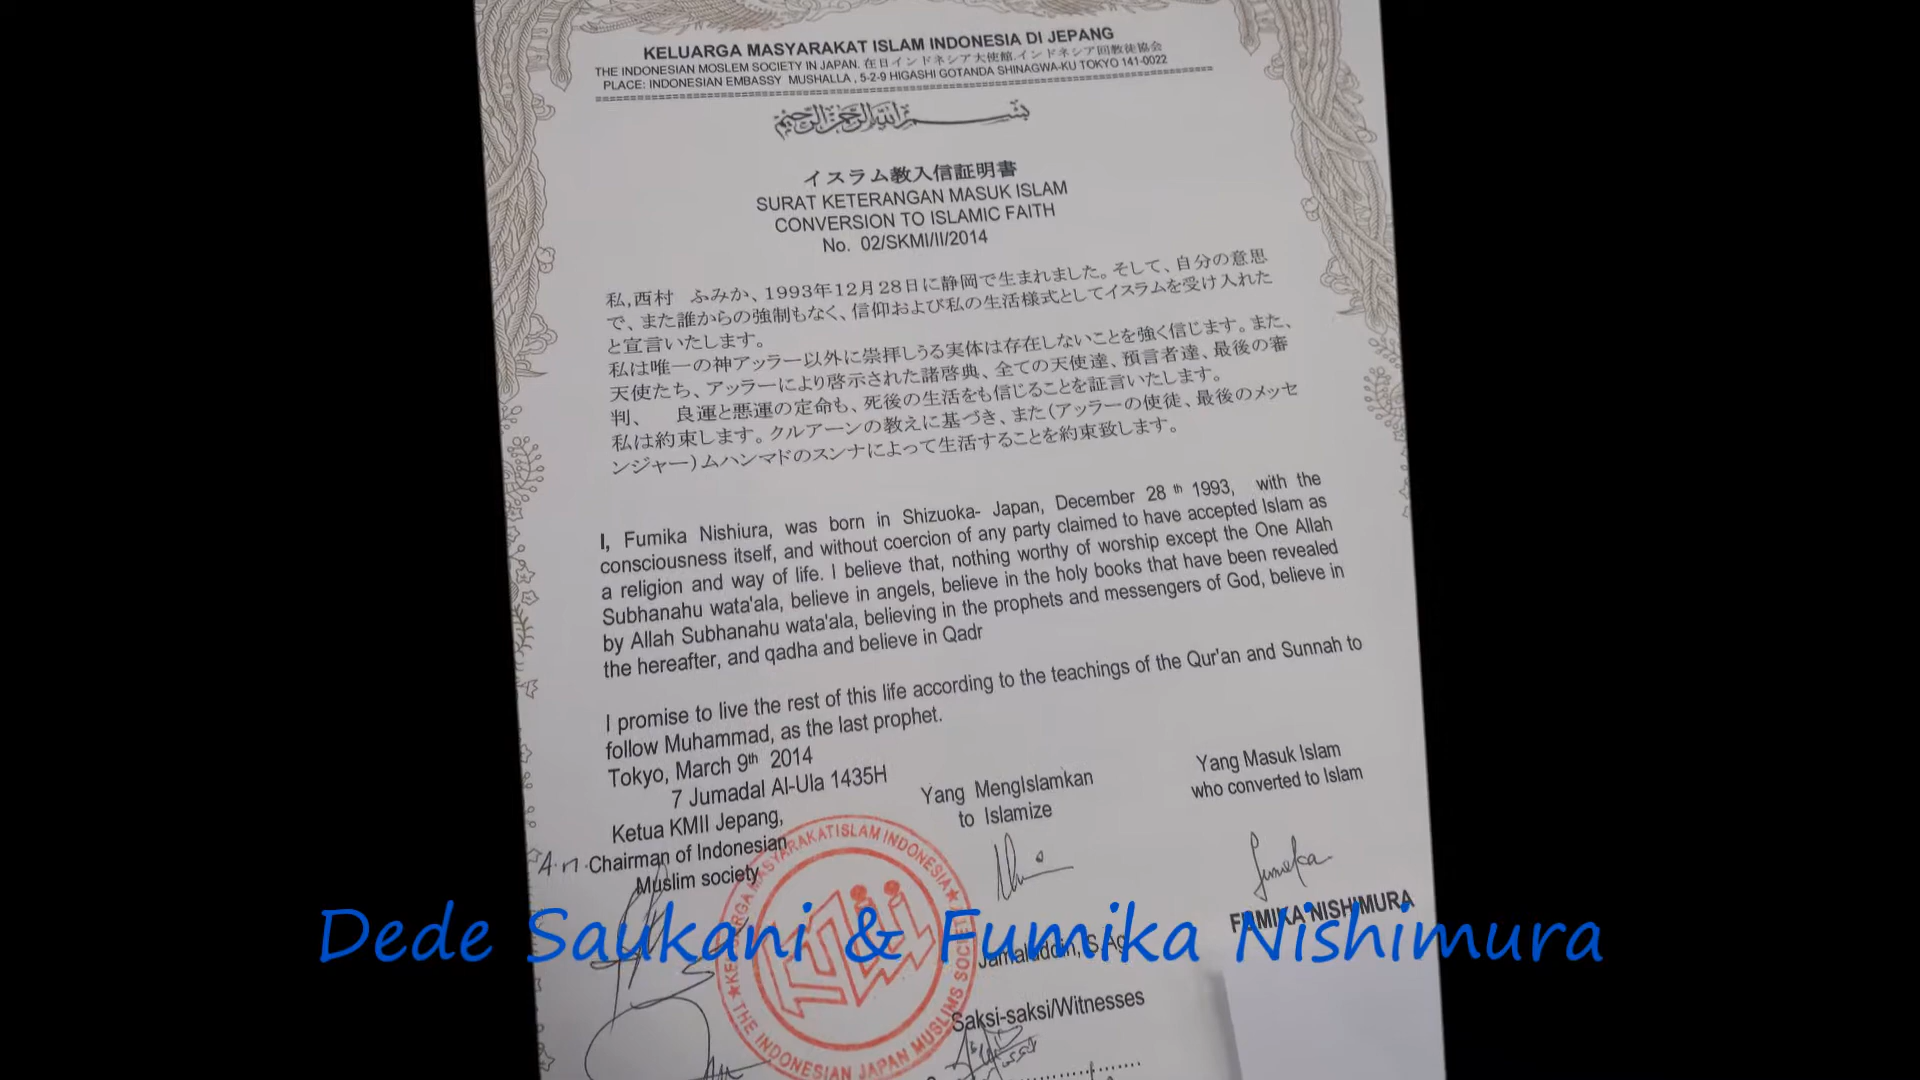 KELUARGA MASYARAKAT ISLAM INDONESIA DI JEPANG
THE INDONESIAN MOSLEM SOCIETY IN JAPAN. 在日インドネシア大使館.インドネシア回教徒協会
PLACE: INDONESIAN EMBASSY MUSHALLA , 5-2-9 HIGASHI GOTANDA SHINAGWA-KU TOKYO 141-0022
بسم الله الرحمن الرحيم
イスラム教入信証明書
SURAT KETERANGAN MASUK ISLAM
CONVERSION TO ISLAMIC FAITH
No. 02/SKMI/II/2014
私,西村 ふみか、1993年12月28日に静岡で生まれました。そして、自分の意思
で、また誰からの強制もなく、信仰および私の生活様式としてイスラムを受け入れた
と宣言いたします。
私は唯一の神アッラー以外に崇拝しうる実体は存在しないことを強く信じます。また、
天使たち、アッラーにより啓示された諸啓典、全ての天使達、預言者達、最後の審
判、 良運と悪運の定命も、死後の生活をも信じることを証言いたします。
私は約束します。クルアーンの教えに基づき、また(アッラーの使徒、最後のメッセ
ンジャー)ムハンマドのスンナによって生活することを約束致します。
I, Fumika Nishiura, was born in Shizuoka- Japan, December 28 th 1993, with the
consciousness itself, and without coercion of any party claimed to have accepted Islam as
a religion and way of life. I believe that, nothing worthy of worship except the One Allah
Subhanahu wata'ala, believe in angels, believe in the holy books that have been revealed
by Allah Subhanahu wata'ala, believing in the prophets and messengers of God, believe in
the hereafter, and qadha and believe in Qadr
I promise to live the rest of this life according to the teachings of the Qur'an and Sunnah to
follow Muhammad, as the last prophet.
Tokyo, March 9th 2014
7 Jumadal Al-Ula 1435H
Ketua KMII Jepang,
A.n. Chairman of Indonesian
Muslim society
Yang MengIslamkan
to Islamize
Yang Masuk Islam
who converted to Islam
Fumika
FUMIKA NISHIMURA
Jamaluddin, S.Ag
KELUARGA MASYARAKAT ISLAM INDONESIA
THE INDONESIAN JAPAN MUSLIMS SOCIETY
Dede Saukani & Fumika Nishimura
Saksi-saksi/Witnesses